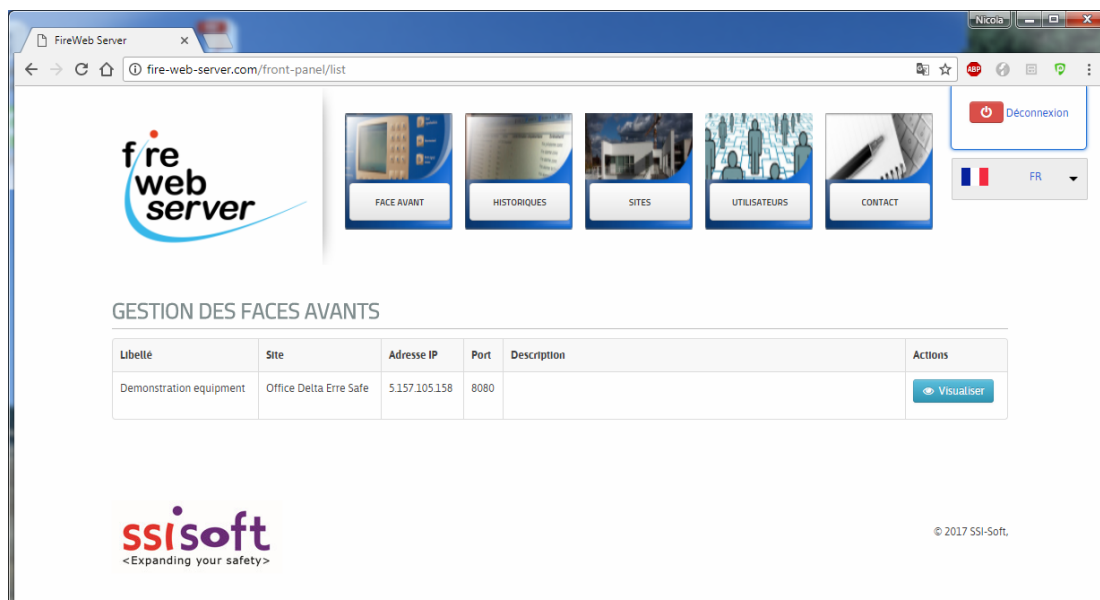 Nicola
FireWeb Server
fire-web-server.com/front-panel/list
ABP
Déconnexion
fire
web
server
FACE AVANT
HISTORIQUES
SITES
UTILISATEURS
CONTACT
FR
GESTION DES FACES AVANTS
Libellé Site Adresse IP Port Description Actions
Demonstration equipment Office Delta Erre Safe 5.157.105.158 8080 Visualiser
ssisoft
<Expanding your safety>
© 2017 SSI-Soft,